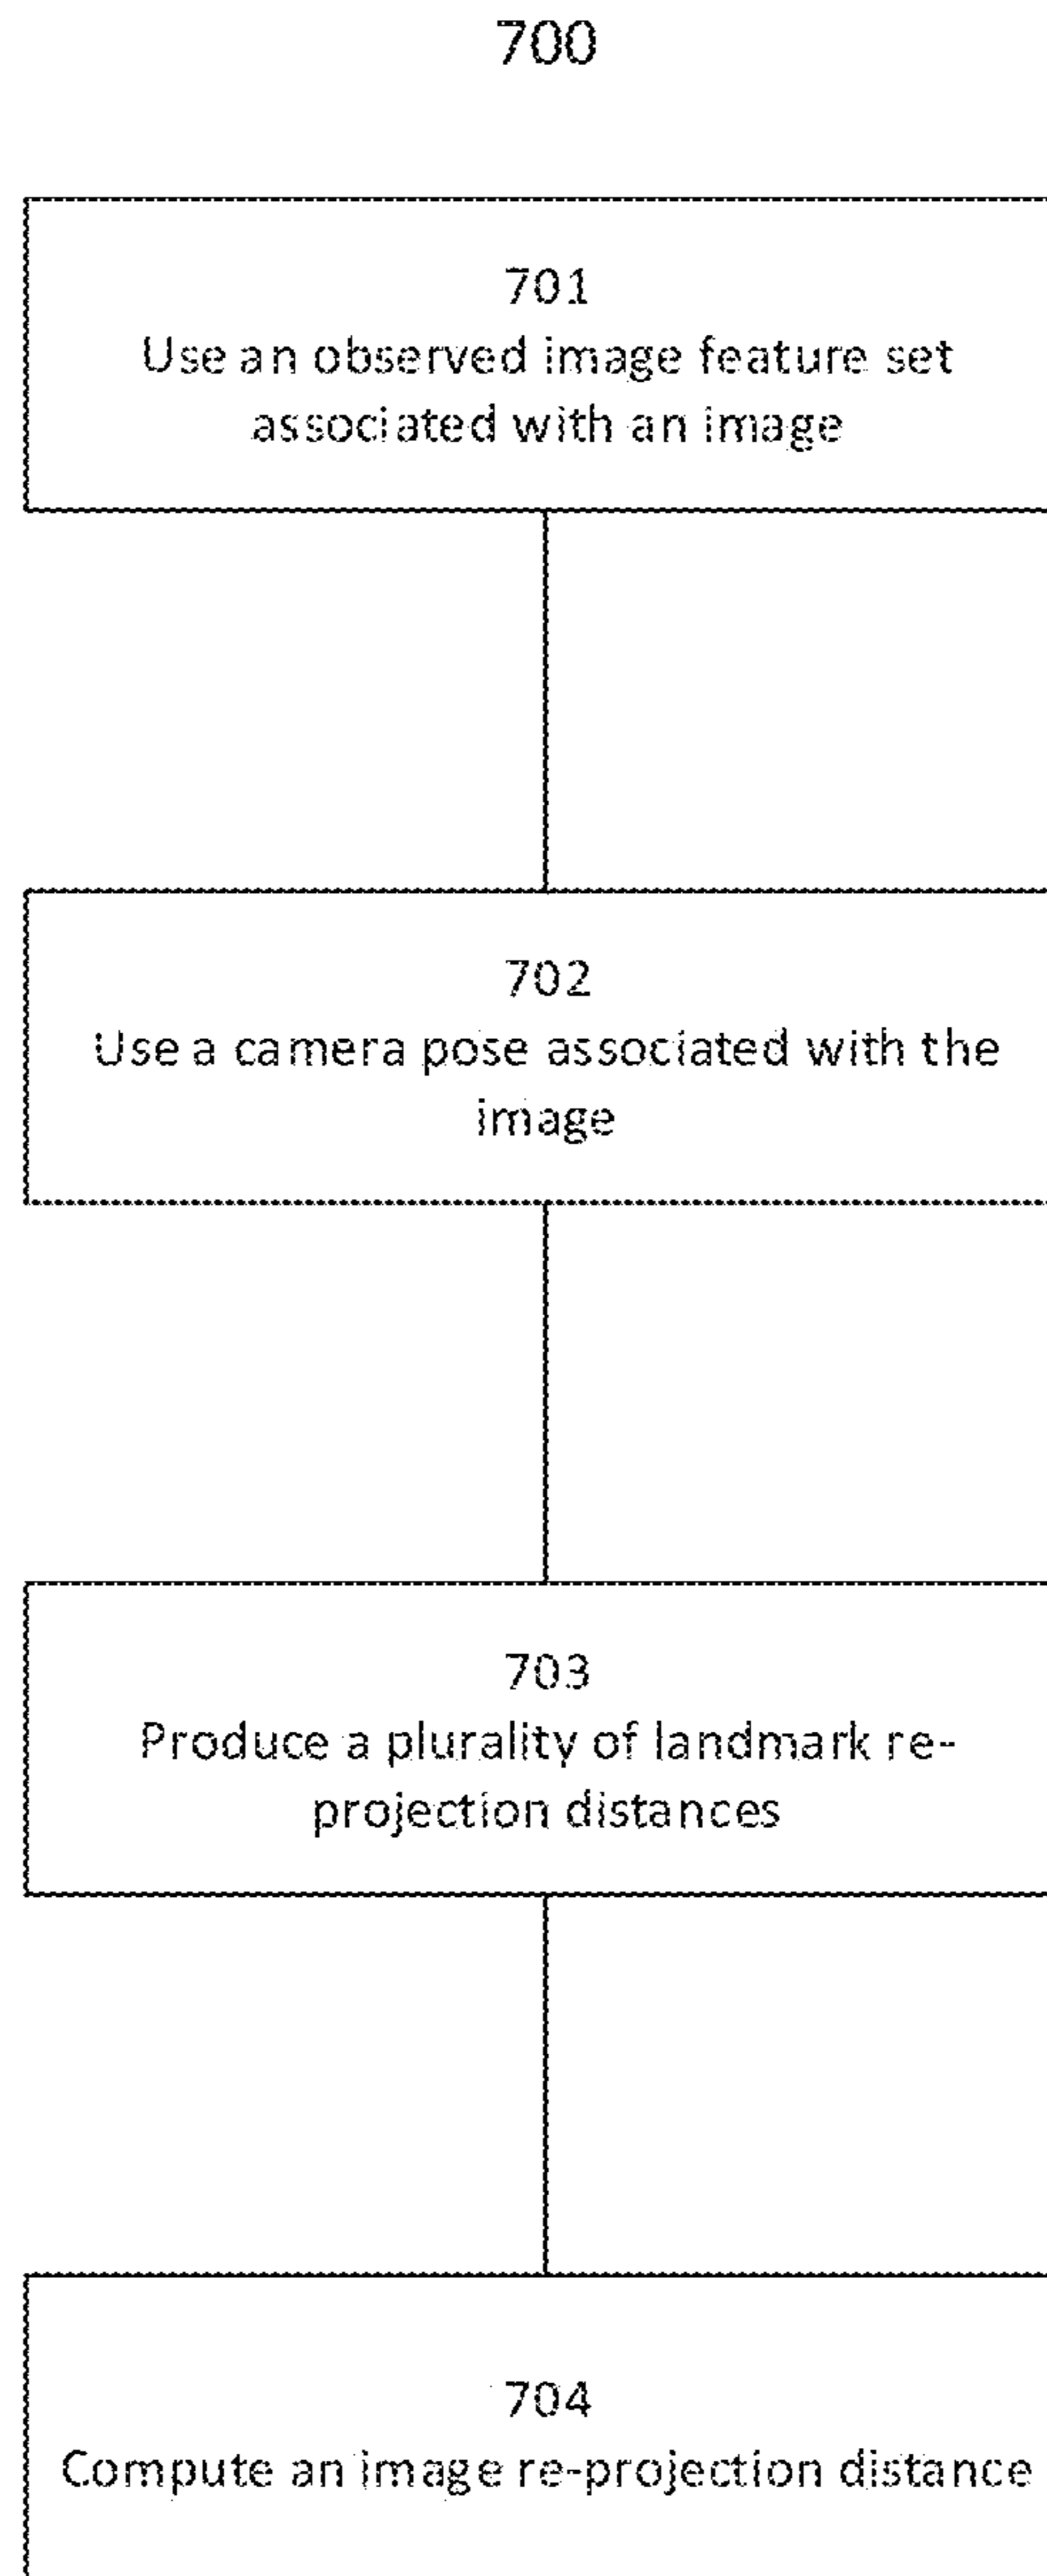 700
701
Use an observed image feature set
associated with an image
702
Use a camera pose associated with the
image
703
Produce a plurality of landmark re-
projection distances
704
Compute an image re-projection distance